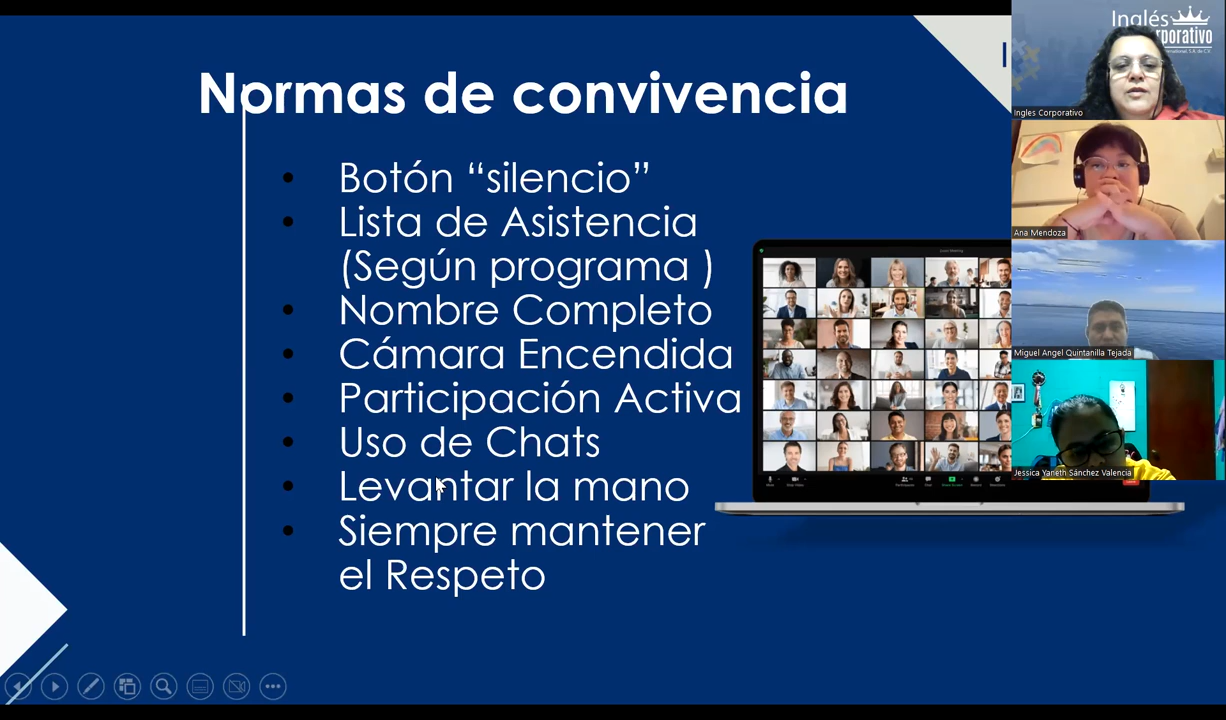 Normas de convivencia
Botón “silencio”
Lista de Asistencia
(Según programa )
Nombre Completo
Cámara Encendida
Participación Activa
Uso de Chats
Levantar la mano
Siempre mantener
el Respeto
Inglés
Ingles Corporativo
Ana Mendoza
Miguel Angel Quintanilla Tejada
Jessica Yaneth Sánchez Valencia